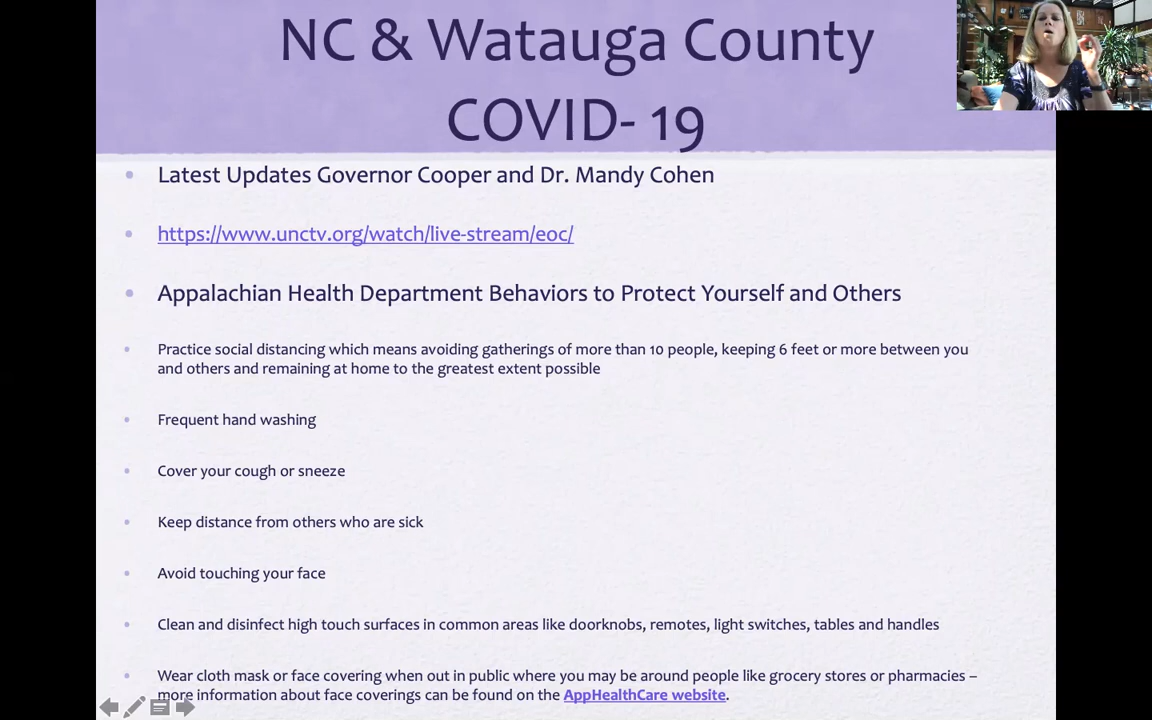 NC & Watauga County
COVID- 19
Latest Updates Governor Cooper and Dr. Mandy Cohen
https://www.unctv.org/watch/live-stream/eoc/
Appalachian Health Department Behaviors to Protect Yourself and Others
Practice social distancing which means avoiding gatherings of more than 10 people, keeping 6 feet or more between you
and others and remaining at home to the greatest extent possible
Frequent hand washing
Cover your cough or sneeze
Keep distance from others who are sick
Avoid touching your face
Clean and disinfect high touch surfaces in common areas like doorknobs, remotes, light switches, tables and handles
Wear cloth mask or face covering when out in public where you may be around people like grocery stores or pharmacies –
more information about face coverings can be found on the AppHealthCare website.